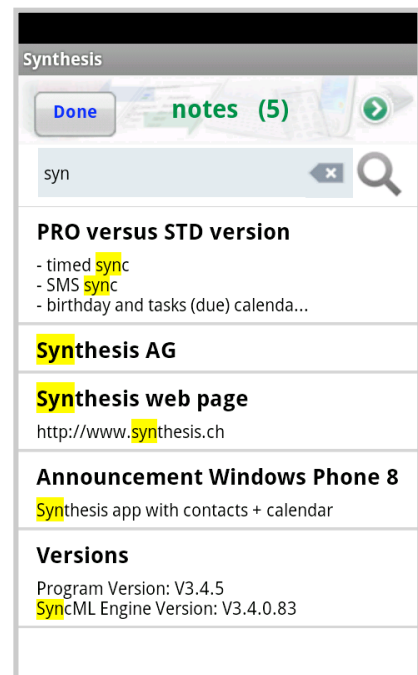 Synthesis
Done
notes (5)
syn
PRO versus STD version
- timed sync
- SMS sync
- birthday and tasks (due) calenda...
Synthesis AG
Synthesis web page
http://www.synthesis.ch
Announcement Windows Phone 8
Synthesis app with contacts + calendar
Versions
Program Version: V3.4.5
SyncML Engine Version: V3.4.0.83